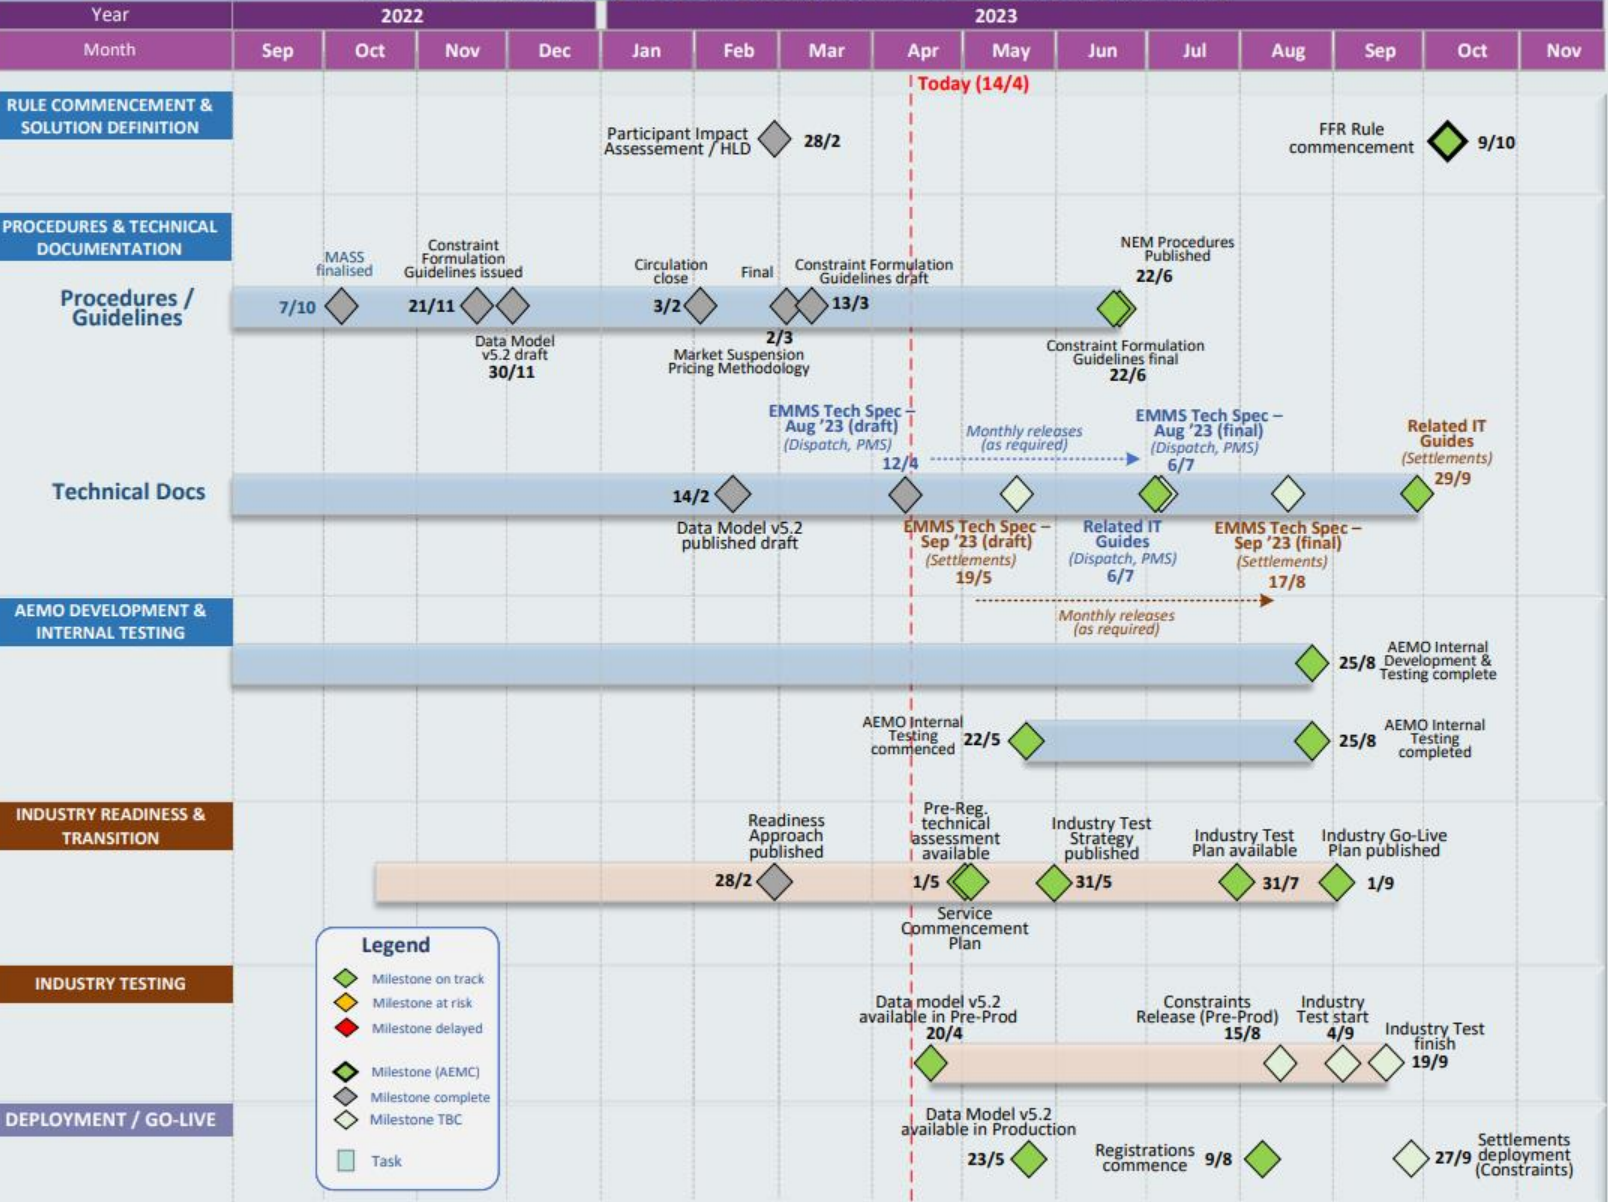 Year 2022 2023
Month Sep Oct Nov Dec Jan Feb Mar Apr May Jun Jul Aug Sep Oct Nov
Today (14/4)
RULE COMMENCEMENT &
SOLUTION DEFINITION
Participant Impact
Assessement / HLD
28/2
FFR Rule
commencement
9/10
PROCEDURES & TECHNICAL
DOCUMENTATION
Procedures /
Guidelines
MASS
finalised
7/10
Constraint
Formulation
Guidelines issued
21/11
Data Model
v5.2 draft
30/11
Circulation
close
3/2
Final
2/3
Market Suspension
Pricing Methodology
Constraint Formulation
Guidelines draft
13/3
NEM Procedures
Published
22/6
Constraint Formulation
Guidelines final
22/6
Technical Docs
14/2
Data Model v5.2
published draft
EMMS Tech Spec –
Aug '23 (draft)
(Dispatch, PMS)
12/4
Monthly releases
(as required)
EMMS Tech Spec –
Aug '23 (final)
(Dispatch, PMS)
6/7
Related IT
Guides
(Settlements)
29/9
EMMS Tech Spec –
Sep '23 (draft)
(Settlements)
19/5
Related IT
Guides
(Dispatch, PMS)
6/7
EMMS Tech Spec –
Sep '23 (final)
(Settlements)
17/8
Monthly releases
(as required)
AEMO DEVELOPMENT &
INTERNAL TESTING
25/8
AEMO Internal
Development &
Testing complete
AEMO Internal
Testing
commenced
22/5
25/8
AEMO Internal
Testing
completed
INDUSTRY READINESS &
TRANSITION
Readiness
Approach
published
28/2
Pre-Reg.
technical
assessment
available
1/5
Service
Commencement
Plan
Industry Test
Strategy
published
31/5
Industry Test
Plan available
31/7
Industry Go-Live
Plan published
1/9
Legend
Milestone on track
Milestone at risk
Milestone delayed
Milestone (AEMC)
Milestone complete
Milestone TBC
Task
INDUSTRY TESTING
Data model v5.2
available in Pre-Prod
20/4
Constraints
Release (Pre-Prod)
15/8
Industry
Test start
4/9
Industry Test
finish
19/9
DEPLOYMENT / GO-LIVE
Data Model v5.2
available in Production
23/5
Registrations
commence
9/8
27/9
Settlements
deployment
(Constraints)